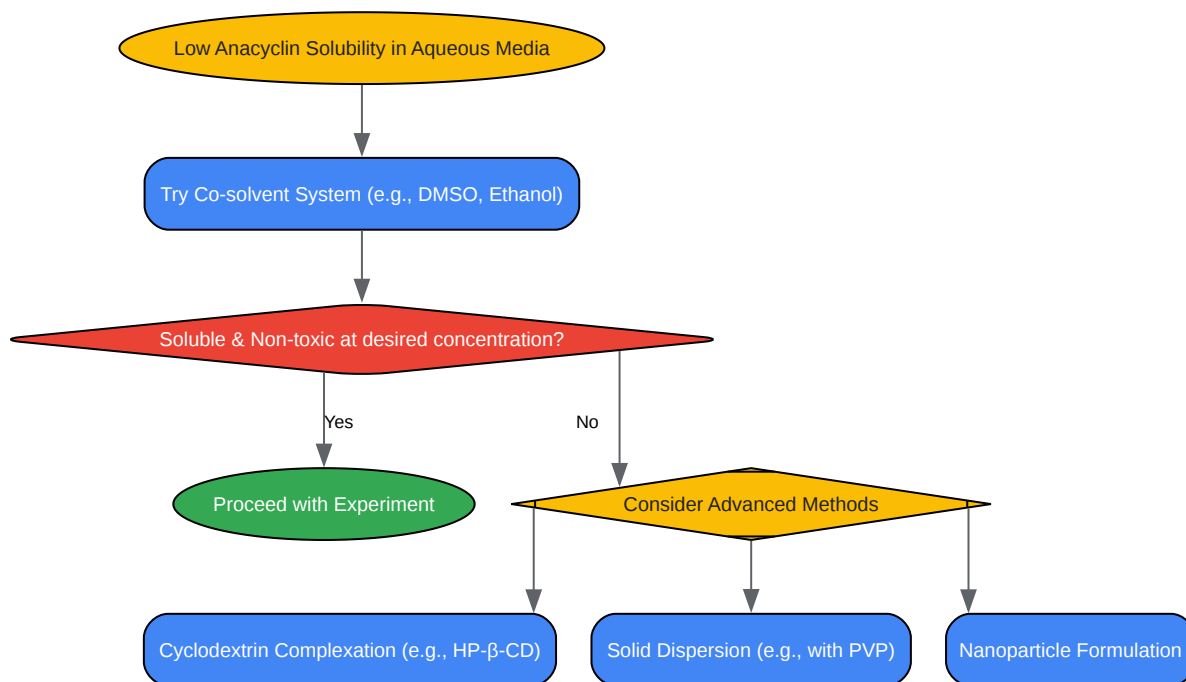 Low Anacyclin Solubility in Aqueous Media
Try Co-solvent System (e.g., DMSO, Ethanol)
Soluble & Non-toxic at desired concentration?
Yes
No
Proceed with Experiment
Consider Advanced Methods
Cyclodextrin Complexation (e.g., HP-β-CD)
Solid Dispersion (e.g., with PVP)
Nanoparticle Formulation